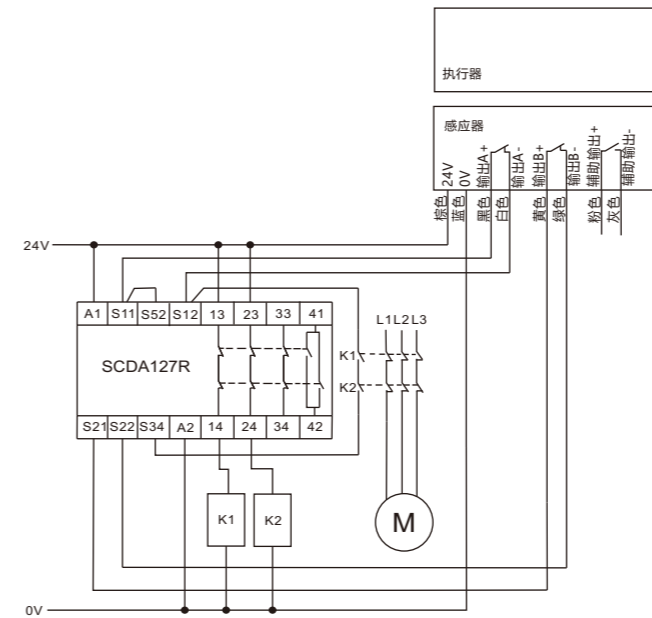 执行器
感应器
24V
0V
输出A+
输出A-
输出B+
输出B-
辅助输出+
辅助输出-
棕色
蓝色
黑色
白色
黄色
绿色
粉色
灰色
24V
A1 S11 S52 S12 13 23 33 41
L1 L2 L3
SCDA127R
K1
K2
S21 S22 S34 A2 14 24 34 42
K1
K2
M
0V